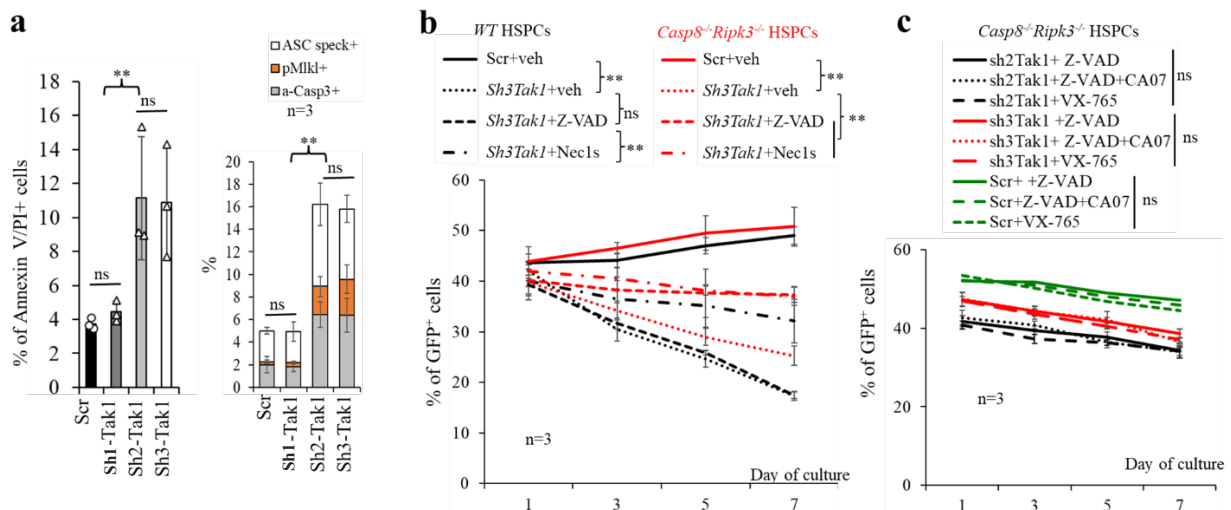 a
ASC speck+
pMlkl+
a-Casp3+
n=3
**
ns
ns
% of Annexin V/PI+ cells
18
16
14
12
10
8
6
4
2
0
Scr
Sh1-Tak1
Sh2-Tak1
Sh3-Tak1
**
ns
ns
%
20
18
16
14
12
10
8
6
4
2
0
Scr
Sh1-Tak1
Sh2-Tak1
Sh3-Tak1
b
WT HSPCs
Scr+veh
Sh3Tak1+veh
Sh3Tak1+Z-VAD
Sh3Tak1+Nec1s
**
ns
**
Casp8-/-Ripk3-/- HSPCs
Scr+veh
Sh3Tak1+veh
Sh3Tak1+Z-VAD
Sh3Tak1+Nec1s
**
**
% of GFP+ cells
60
50
40
30
20
10
0
n=3
Day of culture
1 3 5 7
c
Casp8-/-Ripk3-/- HSPCs
sh2Tak1+ Z-VAD
sh2Tak1+Z-VAD+CA07
sh2Tak1+VX-765
ns
sh3Tak1 +Z-VAD
sh3Tak1+ Z-VAD+CA07
sh3Tak1+VX-765
ns
Scr+ +Z-VAD
Scr+Z-VAD+CA07
Scr+VX-765
ns
% of GFP+ cells
60
40
20
0
n=3
Day of culture
1 3 5 7